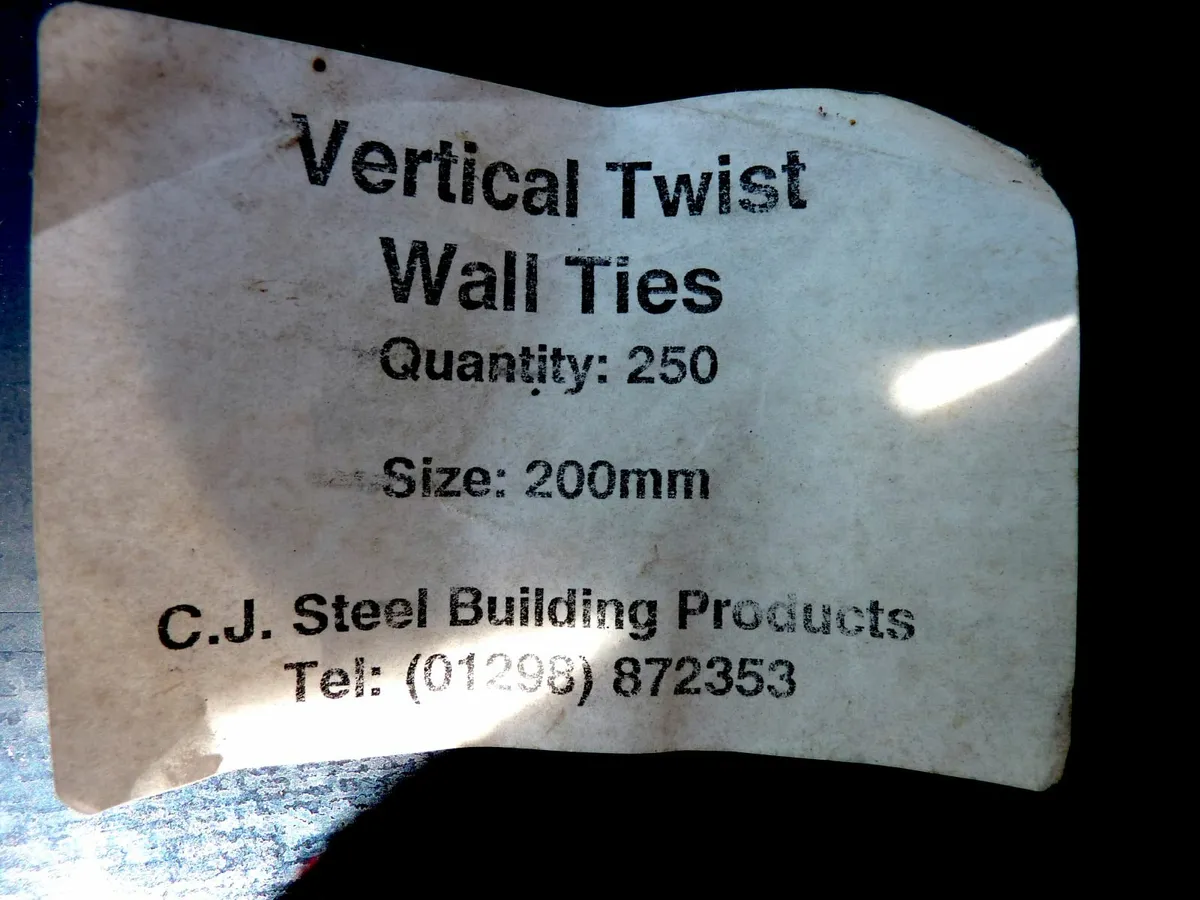 Vertical Twist
Wall Ties
Quantity: 250
Size: 200mm
C.J. Steel Building Products
Tel: (01298) 872353